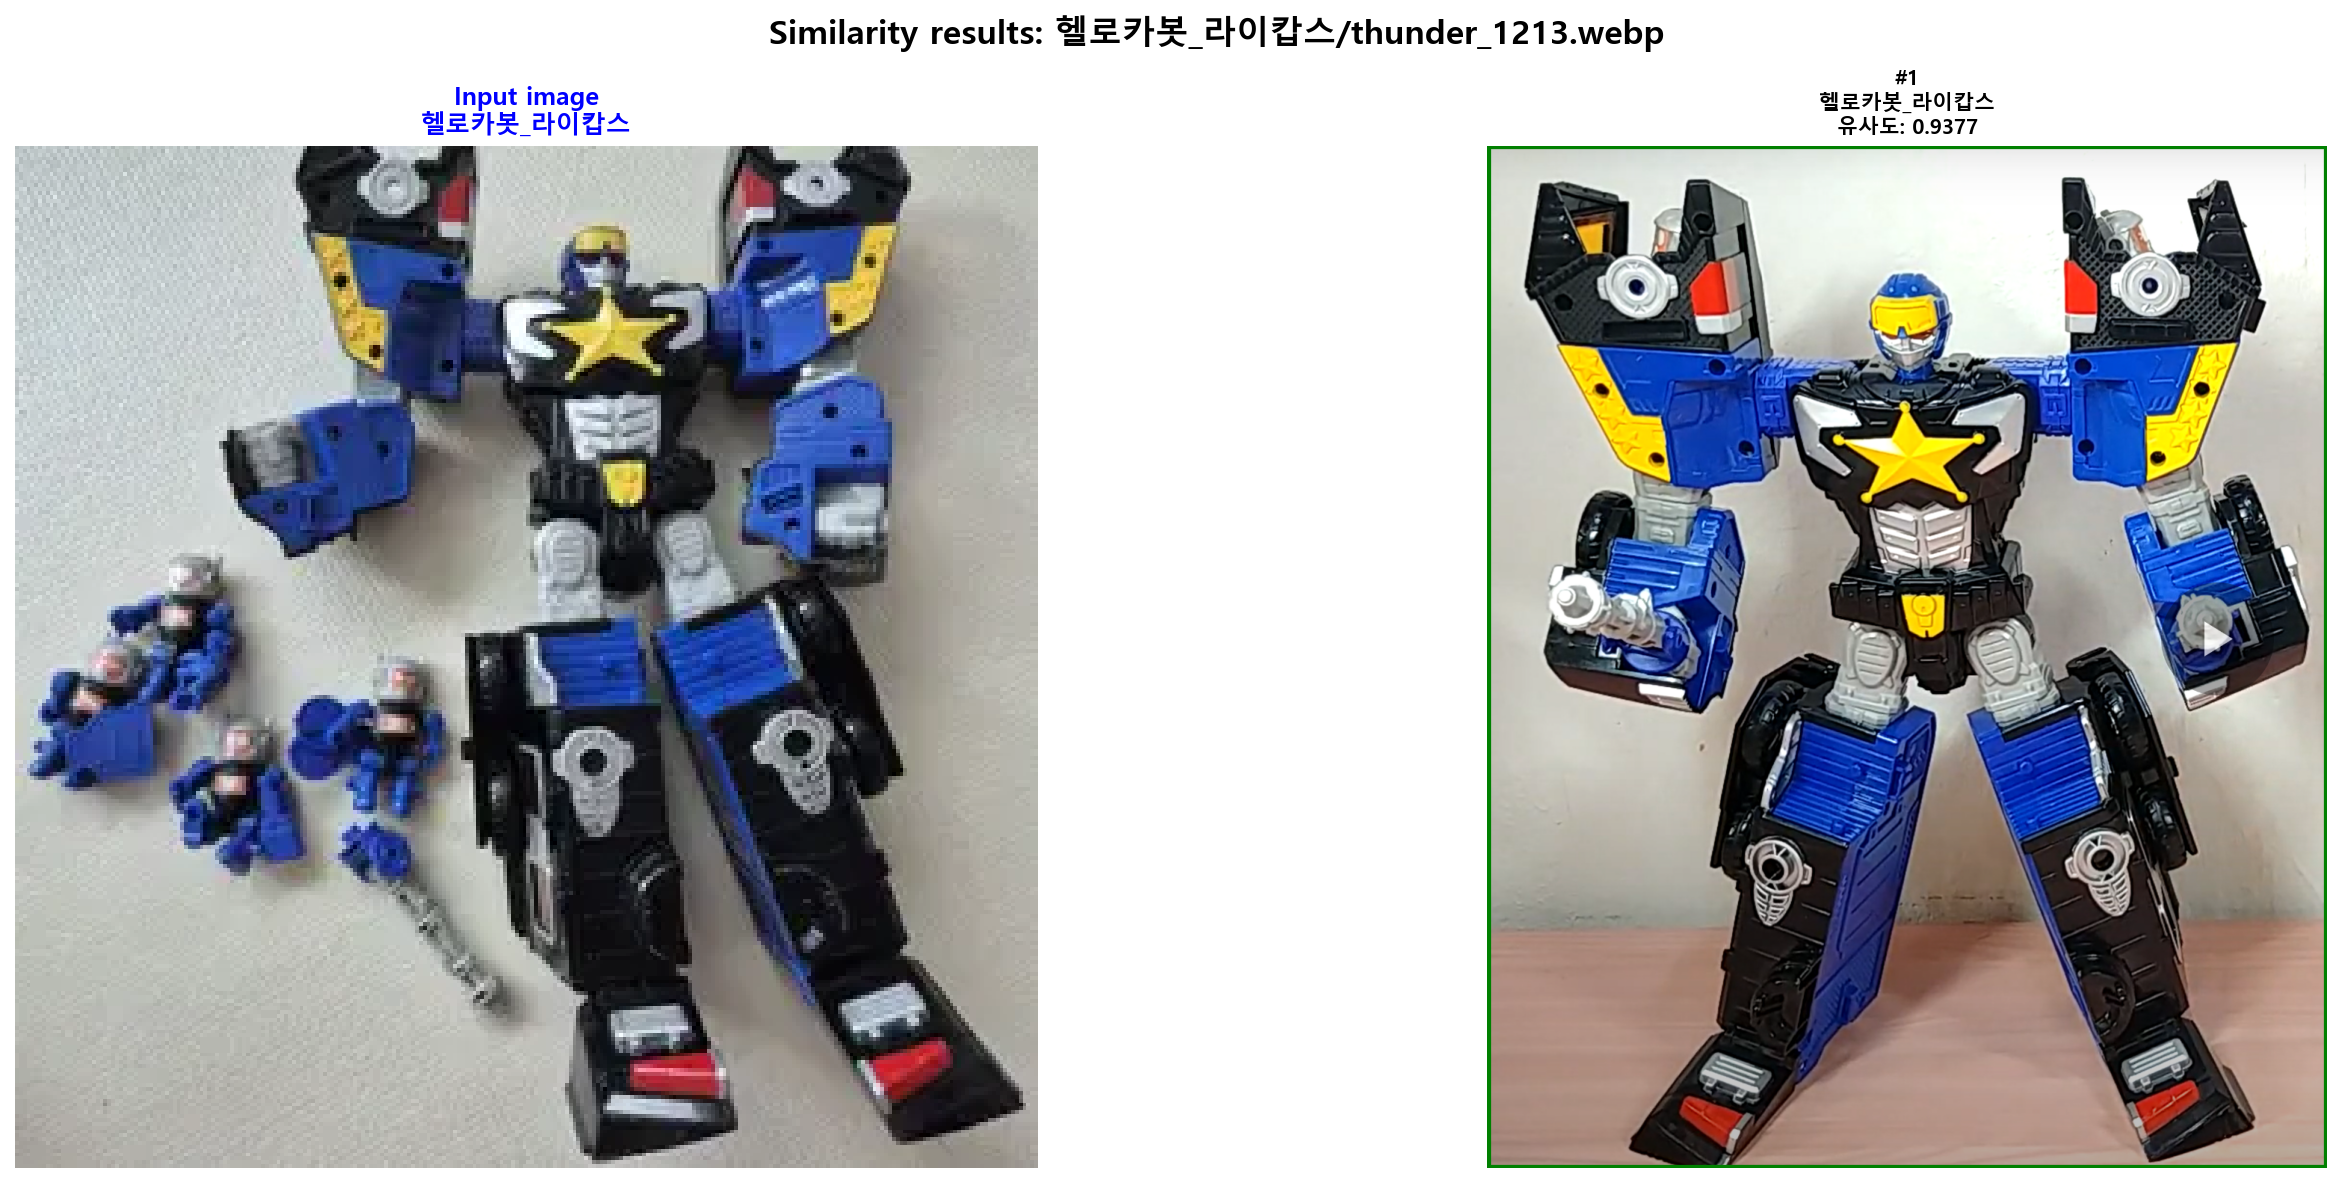 Similarity results: 헬로카봇_라이캅스/thunder_1213.webp
Input image
헬로카봇_라이캅스
#1
헬로카봇_라이캅스
유사도: 0.9377